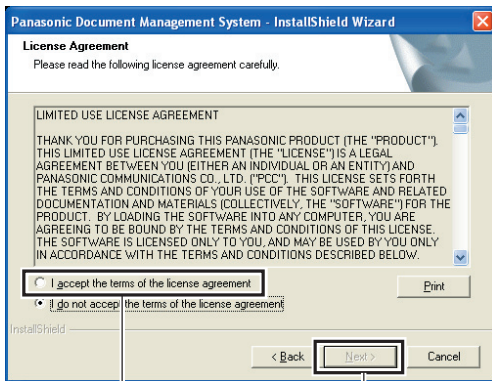 Panasonic Document Management System - InstallShield Wizard
License Agreement
Please read the following license agreement carefully.
LIMITED USE LICENSE AGREEMENT
THANK YOU FOR PURCHASING THIS PANASONIC PRODUCT (THE "PRODUCT").
THIS LIMITED USE LICENSE AGREEMENT (THE "LICENSE") IS A LEGAL
AGREEMENT BETWEEN YOU (EITHER AN INDIVIDUAL OR AN ENTITY) AND
PANASONIC COMMUNICATIONS CO., LTD. ("PCC"). THIS LICENSE SETS FORTH
THE TERMS AND CONDITIONS OF YOUR USE OF THE SOFTWARE AND RELATED
DOCUMENTATION AND MATERIALS (COLLECTIVELY, THE "SOFTWARE") FOR THE
PRODUCT. BY LOADING THE SOFTWARE INTO ANY COMPUTER, YOU ARE
AGREEING TO BE BOUND BY THE TERMS AND CONDITIONS OF THIS LICENSE.
THE SOFTWARE IS LICENSED ONLY TO YOU, AND MAY BE USED BY YOU ONLY
IN ACCORDANCE WITH THE TERMS AND CONDITIONS DESCRIBED BELOW.
I accept the terms of the license agreement
Print
I do not accept the terms of the license agreement
InstallShield
< Back
Next >
Cancel